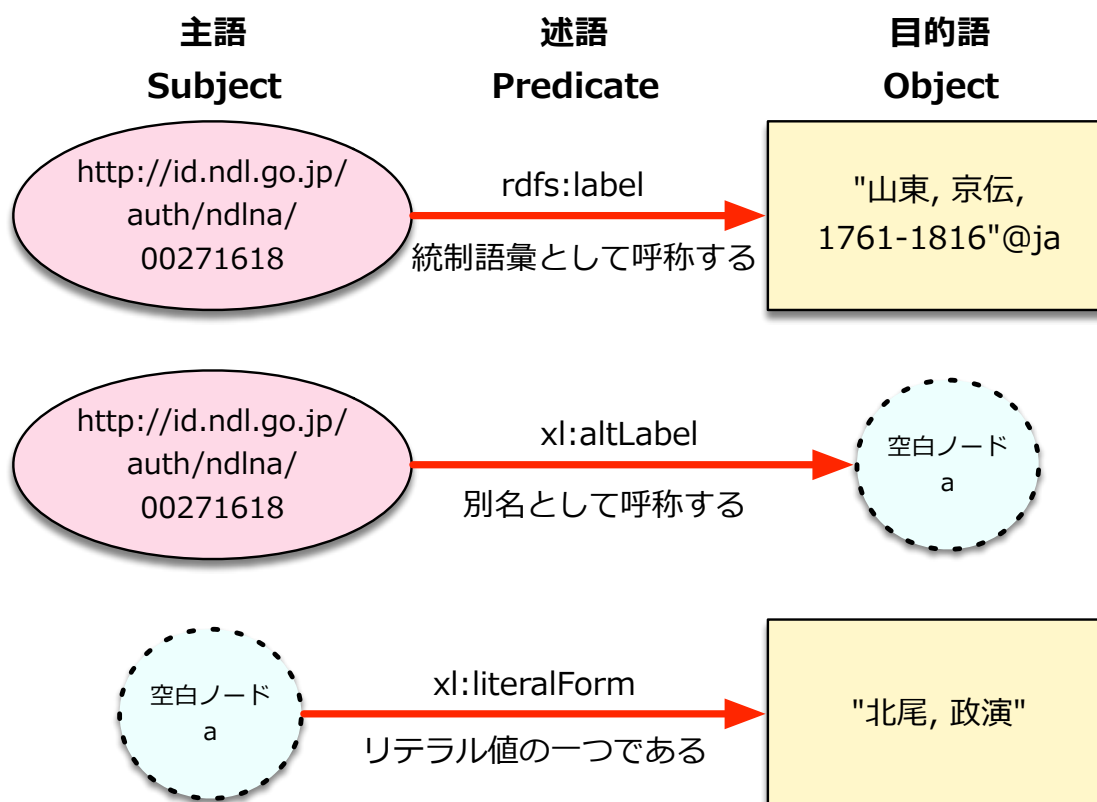 主語
述語
目的語
Subject
Predicate
Object
http://id.ndl.go.jp/
auth/ndlna/
00271618
rdfs:label
統制語彙として呼称する
"山東, 京伝,
1761-1816"@ja
http://id.ndl.go.jp/
auth/ndlna/
00271618
xl:altLabel
別名として呼称する
空白ノード
a
空白ノード
a
xl:literalForm
リテラル値の一つである
"北尾, 政演"